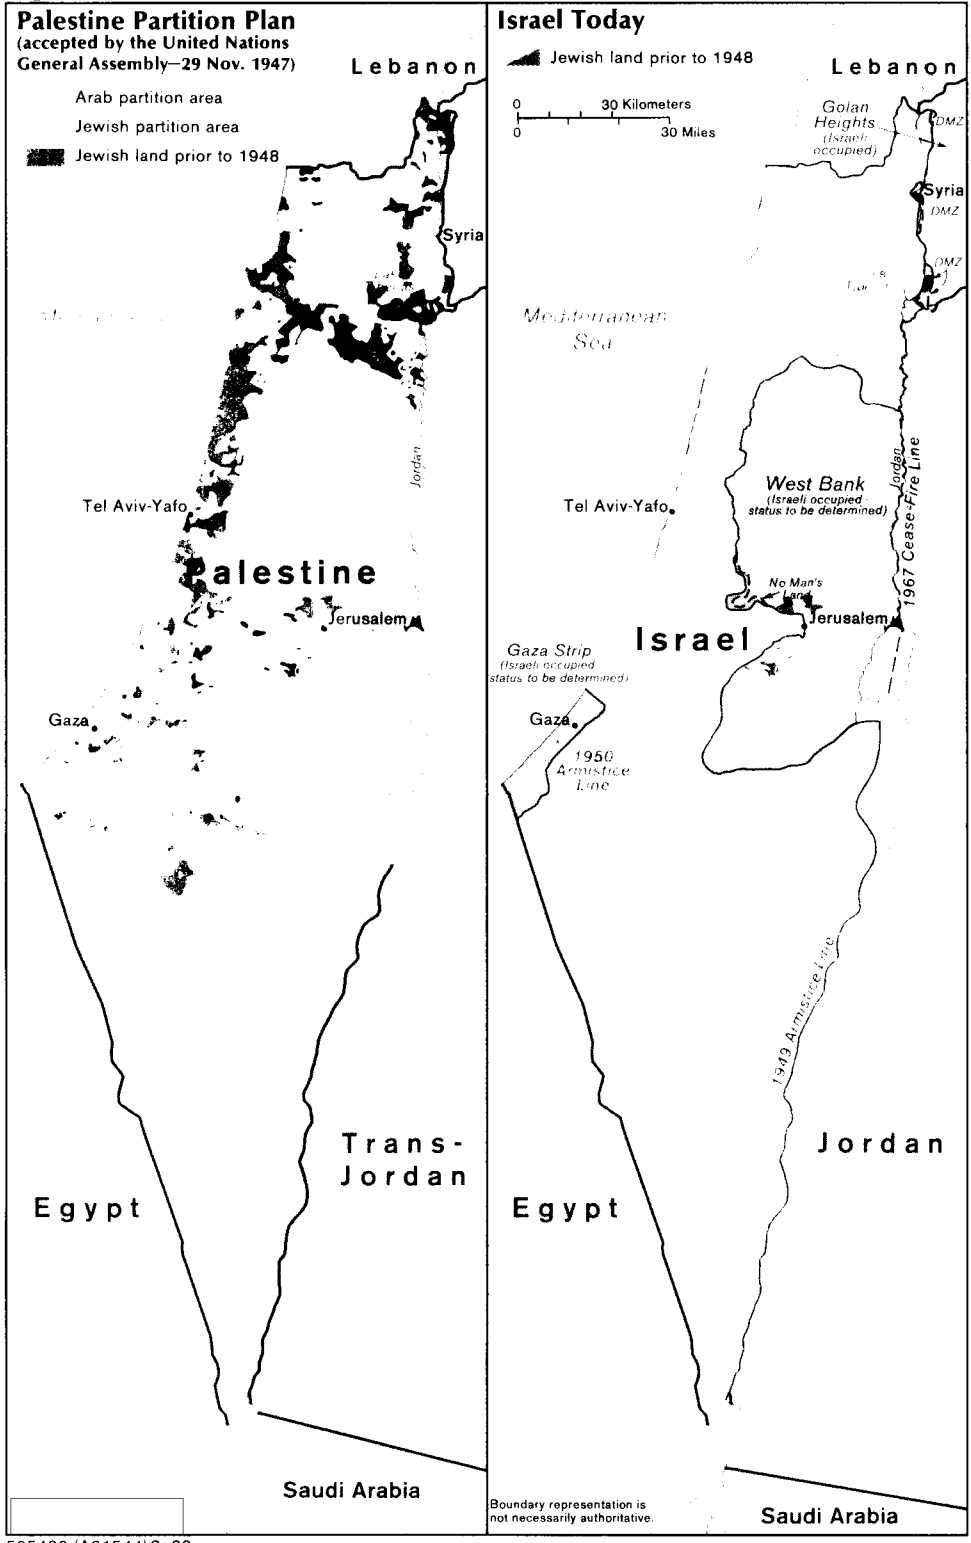 Palestine Partition Plan
(accepted by the United Nations
General Assembly—29 Nov. 1947)
Arab partition area
Jewish partition area
Jewish land prior to 1948
Lebanon
Syria
Jordan
Tel Aviv-Yafo
Palestine
Jerusalem
Gaza
Trans-
Jordan
Egypt
Saudi Arabia
Israel Today
Jewish land prior to 1948
0 30 Kilometers
0 30 Miles
Lebanon
Golan
Heights
(Israeli
occupied)
DMZ
Syria
DMZ
DMZ
Mediterranean
Sea
Jordan
1967 Cease-Fire Line
West Bank
(Israeli occupied -
status to be determined)
Tel Aviv-Yafo
No Man's
Land
Jerusalem
Israel
Gaza Strip
(Israeli occupied
status to be determined)
Gaza
1950
Armistice
Line
1949 Armistice Line
Jordan
Egypt
Boundary representation is
not necessarily authoritative.
Saudi Arabia